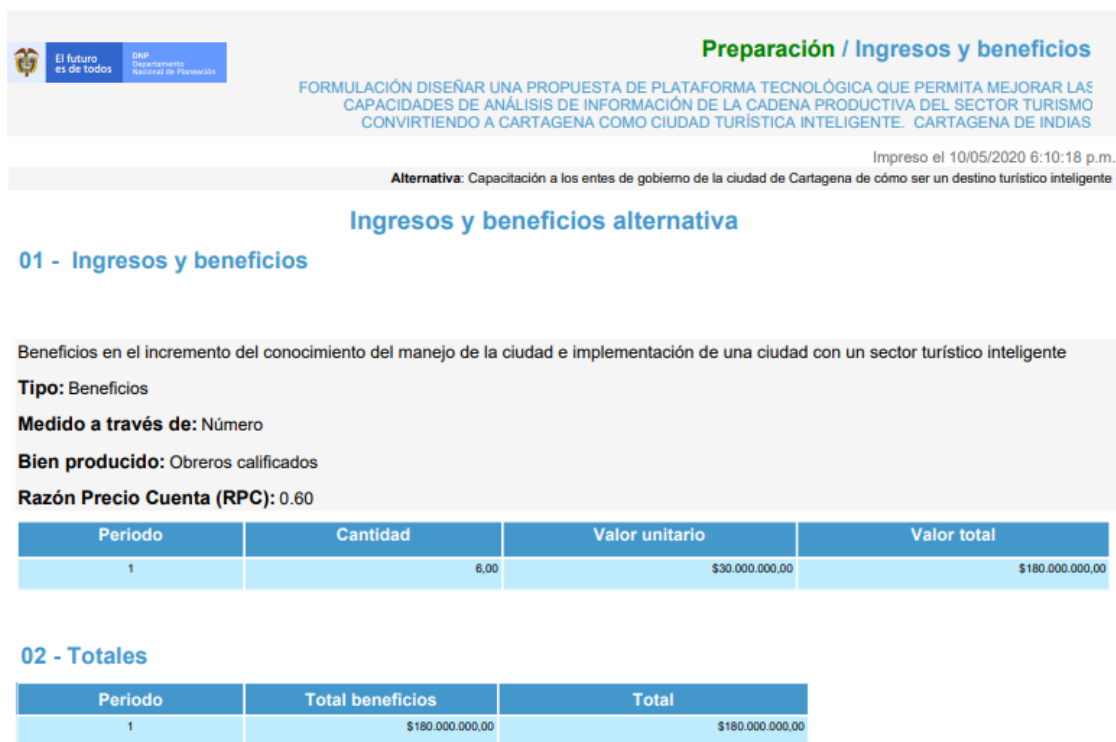 El futuro
es de todos
DNP
Departamento
Nacional de Planeación
Preparación / Ingresos y beneficios
FORMULACIÓN DISEÑAR UNA PROPUESTA DE PLATAFORMA TECNOLÓGICA QUE PERMITA MEJORAR LAS
CAPACIDADES DE ANÁLISIS DE INFORMACIÓN DE LA CADENA PRODUCTIVA DEL SECTOR TURISMO
CONVIRTIENDO A CARTAGENA COMO CIUDAD TURÍSTICA INTELIGENTE. CARTAGENA DE INDIAS
Impreso el 10/05/2020 6:10:18 p.m.
Alternativa: Capacitación a los entes de gobierno de la ciudad de Cartagena de cómo ser un destino turístico inteligente
Ingresos y beneficios alternativa
01 - Ingresos y beneficios
Beneficios en el incremento del conocimiento del manejo de la ciudad e implementación de una ciudad con un sector turístico inteligente
Tipo: Beneficios
Medido a través de: Número
Bien producido: Obreros calificados
Razón Precio Cuenta (RPC): 0.60
Periodo Cantidad Valor unitario Valor total
1 6,00 $30.000.000,00 $180.000.000,00
02 - Totales
Periodo Total beneficios Total
1 $180.000.000,00 $180.000.000,00